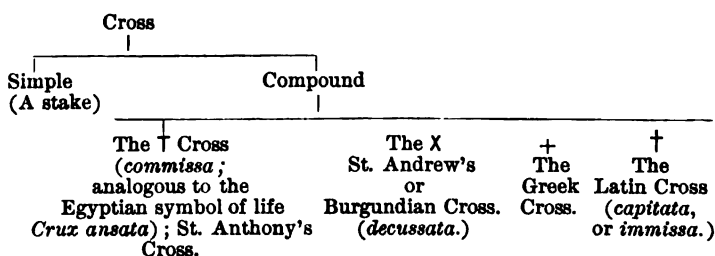 Cross
Simple
(A stake)
Compound
The † Cross
(commissa;
analogous to the
Egyptian symbol of life
Crux ansata); St. Anthony's
Cross.
The X
St. Andrew's
or
Burgundian Cross.
(decussata.)
+
The
Greek
Cross.
†
The
Latin Cross
(capitata,
or immissa.)